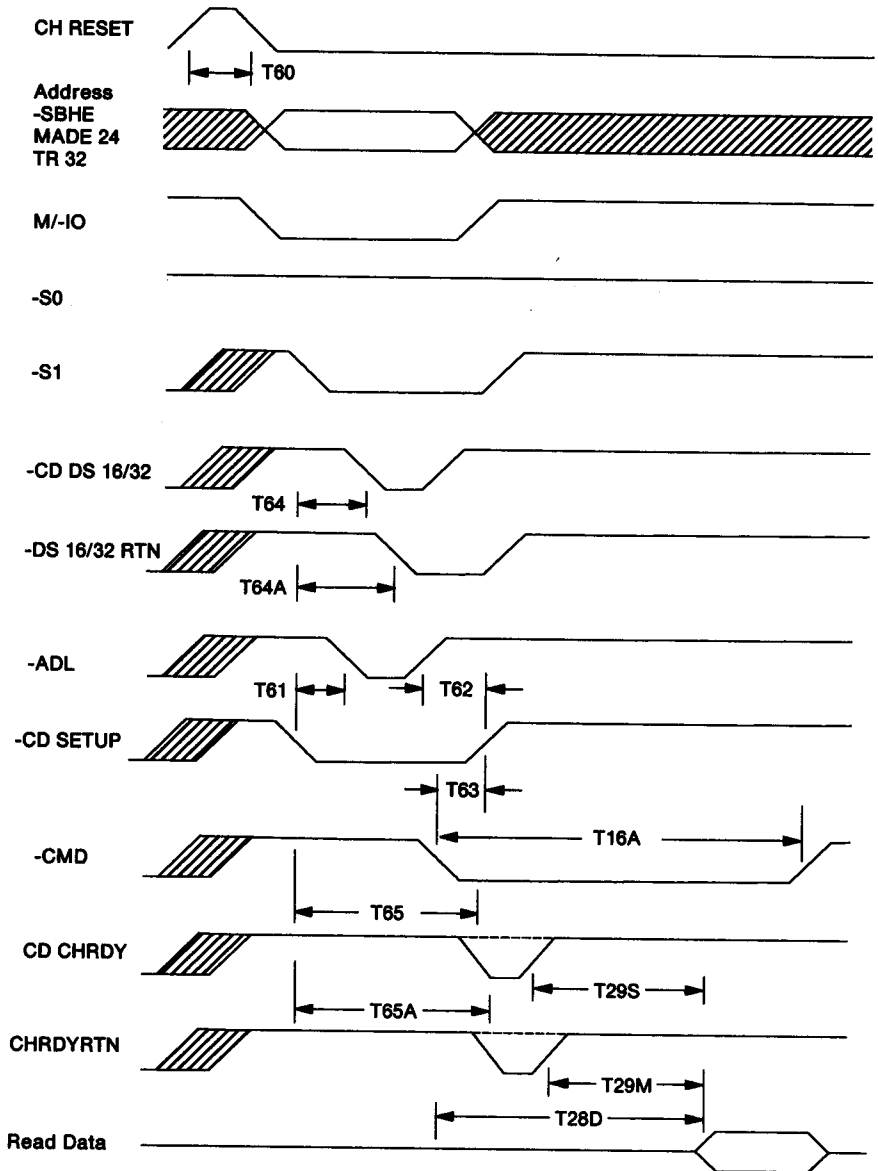 CH RESET
T60
Address
-SBHE
MADE 24
TR 32
M/-IO
-S0
-S1
-CD DS 16/32
T64
-DS 16/32 RTN
T64A
-ADL
T61
T62
-CD SETUP
T63
T16A
-CMD
T65
CD CHRDY
T29S
T65A
CHRDYRTN
T29M
T28D
Read Data